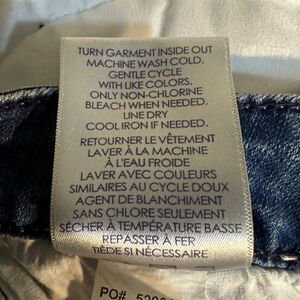 TURN GARMENT INSIDE OUT
MACHINE WASH COLD.
GENTLE CYCLE
WITH LIKE COLORS,
ONLY NON-CHLORINE
BLEACH WHEN NEEDED.
LINE DRY
COOL IRON IF NEEDED.
RETOURNER LE VÊTEMENT
LAVER À LA MACHINE
À L'EAU FROIDE
LAVER AVEC COULEURS
SIMILAIRES AU CYCLE DOUX
AGENT DE BLANCHIMENT
SANS CHLORE SEULEMENT
SÉCHER À TEMPÉRATURE BASSE
REPASSER À FER
TIÈDE SI NÉCESSAIRE
PO#